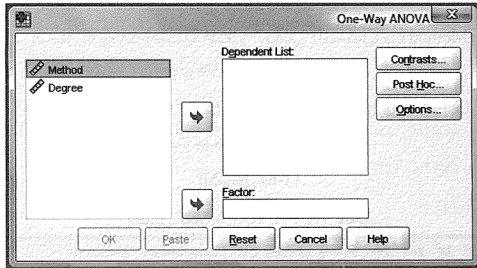 One-Way ANOVA
Dependent List:
Method
Degree
Contrasts...
Post Hoc...
Options...
Factor:
OK
Paste
Reset
Cancel
Help